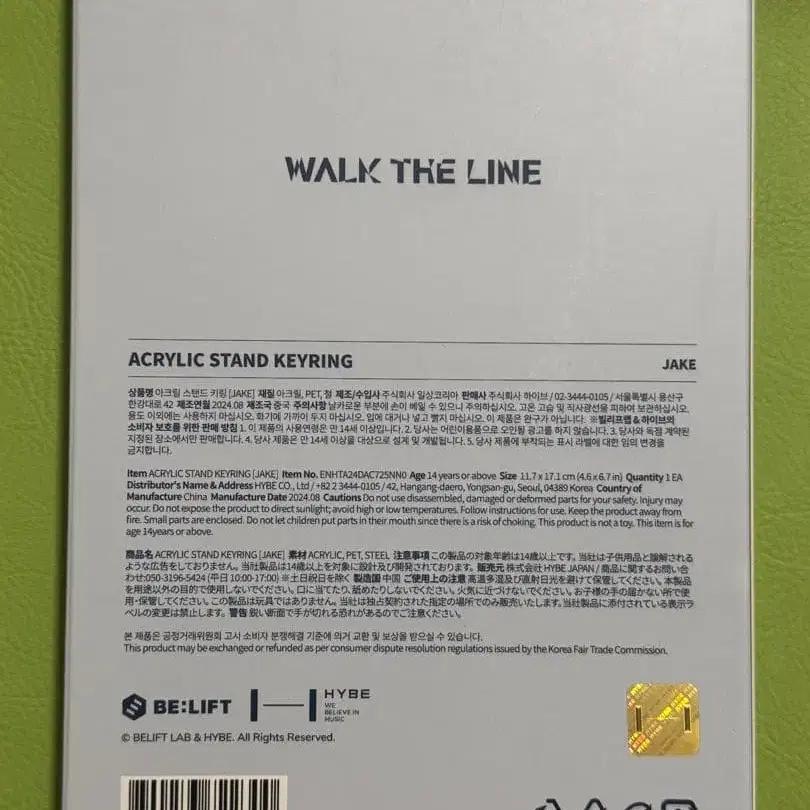 WALK THE LINE
ACRYLIC STAND KEYRING
JAKE
상품명 아크릴 스탠드 키링 [JAKE] 재질 아크릴, PET, 철 제조/수입사 주식회사 일상코리아 판매사 주식회사 하이브 / 02-3444-0105 / 서울특별시 용산구
한강대로 42 제조연월 2024.08 제조국 중국 주의사항 날카로운 부분에 손이 베일 수 있으니 주의하십시오. 고온 고습 및 직사광선을 피하여 보관하십시오.
용도 이외에는 사용하지 마십시오. 화기에 가까이 두지 마십시오. 입에 대거나 넣고 빨지 마십시오. 이 제품은 완구가 아닙니다. ※빌리프랩 & 하이브의
소비자 보호를 위한 판매 방침 1. 이 제품의 사용연령은 만 14세 이상입니다. 2. 당사는 어린이용품으로 오인될 광고를 하지 않습니다. 3. 당사와 독점 계약된
지정된 장소에서만 판매합니다. 4. 당사 제품은 만 14세 이상을 대상으로 설계 및 개발됩니다. 5. 당사 제품에 부착되는 표시 라벨에 대한 임의 변경을
금지합니다.
Item ACRYLIC STAND KEYRING [JAKE] Item No. ENHTA24DAC725NN0 Age 14 years or above Size 11.7 x 17.1 cm (4.6 x 6.7 in) Quantity 1 EA
Distributor's Name & Address HYBE CO., Ltd / +82 2 3444-0105 / 42, Hangang-daero, Yongsan-gu, Seoul, 04389 Korea Country of
Manufacture China Manufacture Date 2024.08 Cautions Do not use disassembled, damaged or deformed parts for your safety. Injury may
occur. Do not expose the product to direct sunlight; avoid high or low temperatures. Follow instructions for use. Keep the product away from
fire. Small parts are enclosed. Do not let children put parts in their mouth since there is a risk of choking. This product is not a toy. This item is for
age 14years or above.
商品名 ACRYLIC STAND KEYRING [JAKE] 素材 ACRYLIC, PET, STEEL 注意事項 この製品の対象年齢は14歳以上です。当社は子供用品と誤解される
ような広告をしておりません。当社製品は14歳以上を対象に設計及び開発されております。販売元 株式会社 HYBE JAPAN / 商品に関するお問い合
わせ:050-3196-5424 (平日 10:00-17:00) ※土日祝日を除く 製造国 中国 ご使用上の注意 高温多湿及び直射日光を避けて保管してください。本製品
を用途以外の目的で使用しないでください。口に当てたり、舐めたりしないでください。火気に近づけないでください。お子様の手の届かない所で使
用・保管してください。この製品は玩具ではありません。当社は独占契約された指定の場所でのみ販売いたします。当社製品に添付されている表示ラ
ベルの変更は禁止します。警告 鋭い断面で手が切れる恐れがあるのでご注意ください。
본 제품은 공정거래위원회 고시 소비자 분쟁해결 기준에 의거 교환 및 보상을 받으실 수 있습니다.
This product may be exchanged or refunded as per consumer dispute resolution regulations issued by the Korea Fair Trade Commission.
BE:LIFT
HYBE
WE
BELIEVE IN
MUSIC
© BELIFT LAB & HYBE. All Rights Reserved.